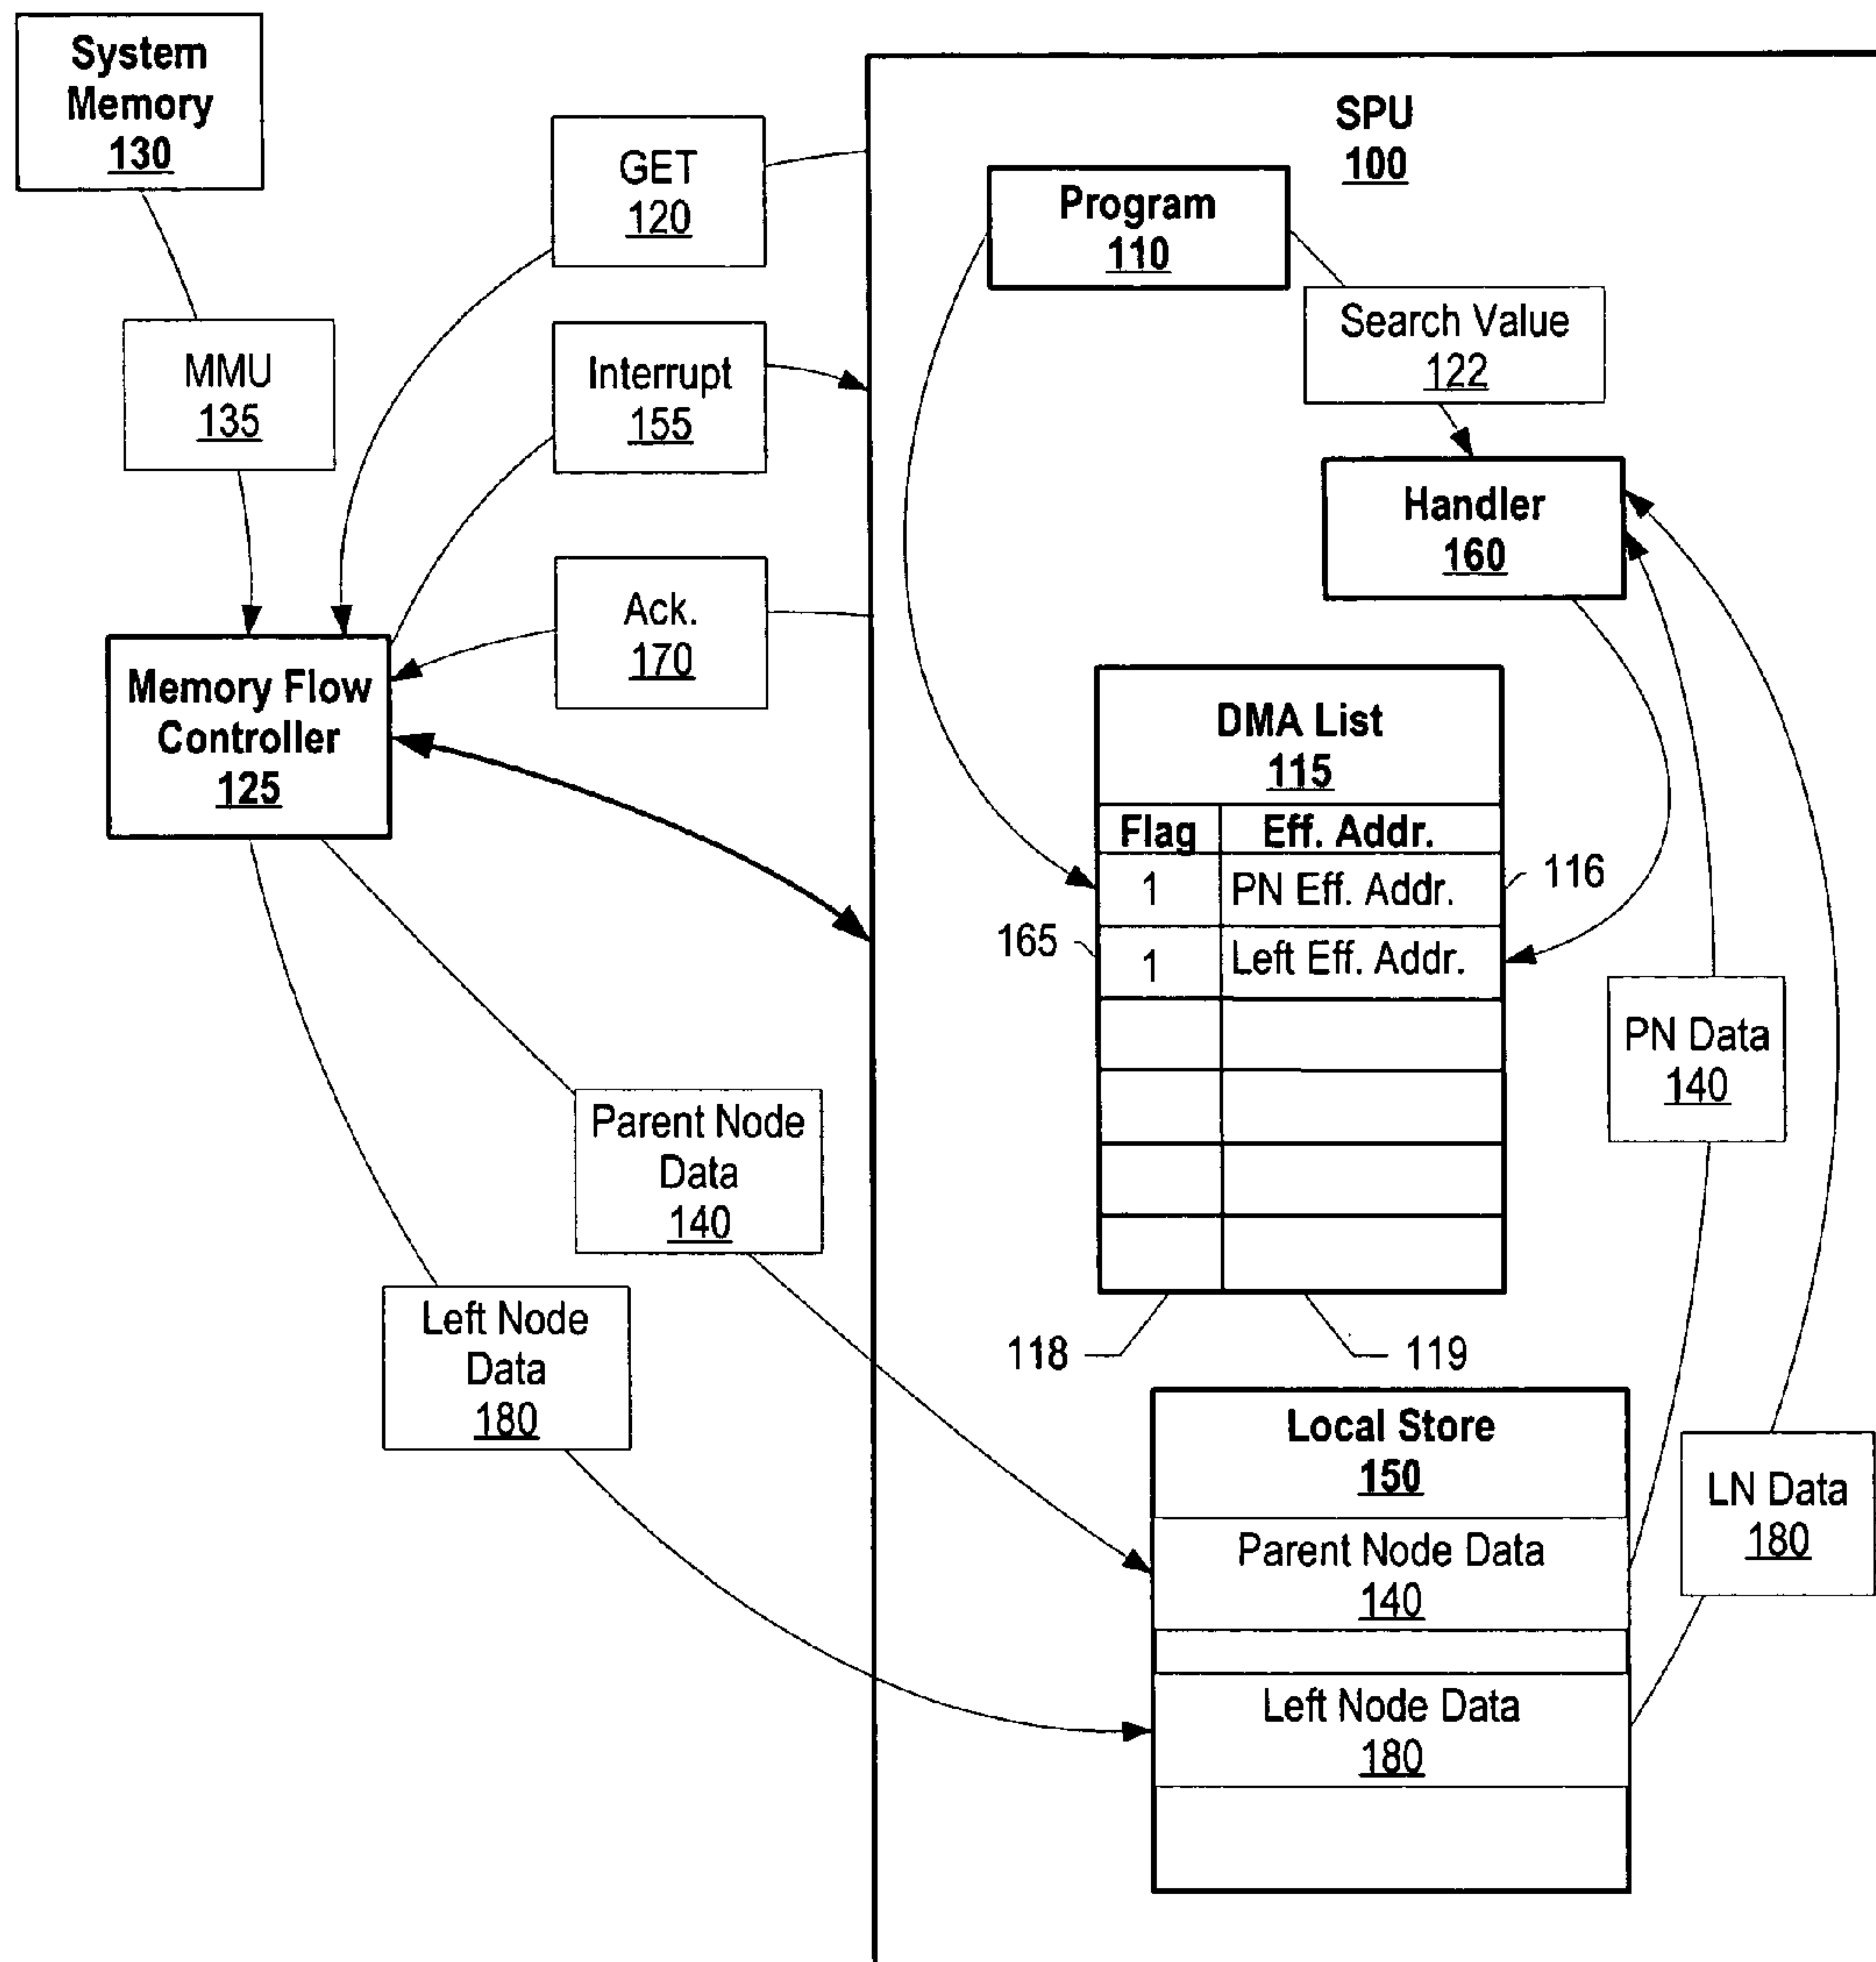 System
Memory
130
GET
120
SPU
100
Program
110
Search Value
122
MMU
135
Interrupt
155
Handler
160
Ack.
170
Memory Flow
Controller
125
DMA List
115
Flag Eff. Addr.
1 PN Eff. Addr.
116
165
1 Left Eff. Addr.
PN Data
140
Parent Node
Data
140
Left Node
Data
180
118
119
Local Store
150
Parent Node Data
140
LN Data
180
Left Node Data
180